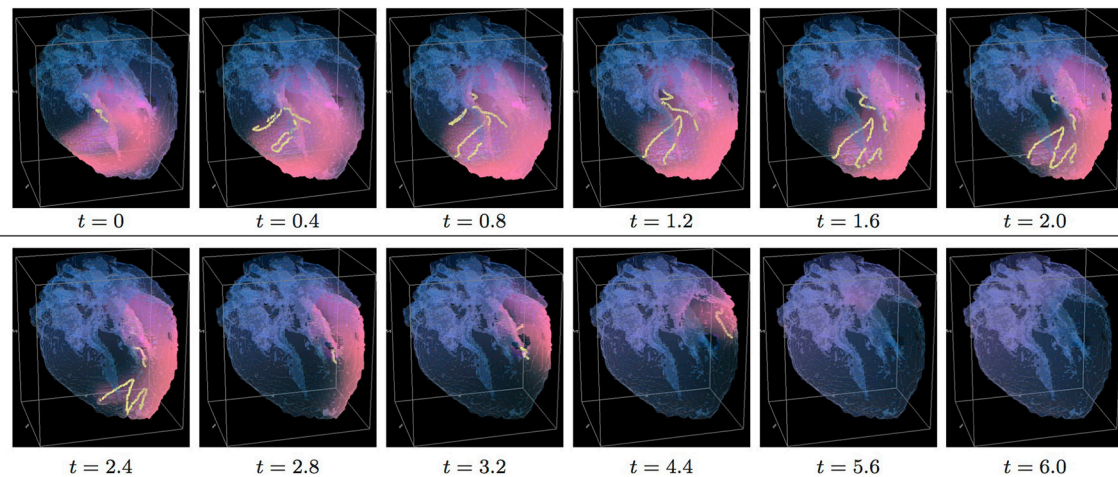 t = 0
t = 0.4
t = 0.8
t = 1.2
t = 1.6
t = 2.0
t = 2.4
t = 2.8
t = 3.2
t = 4.4
t = 5.6
t = 6.0